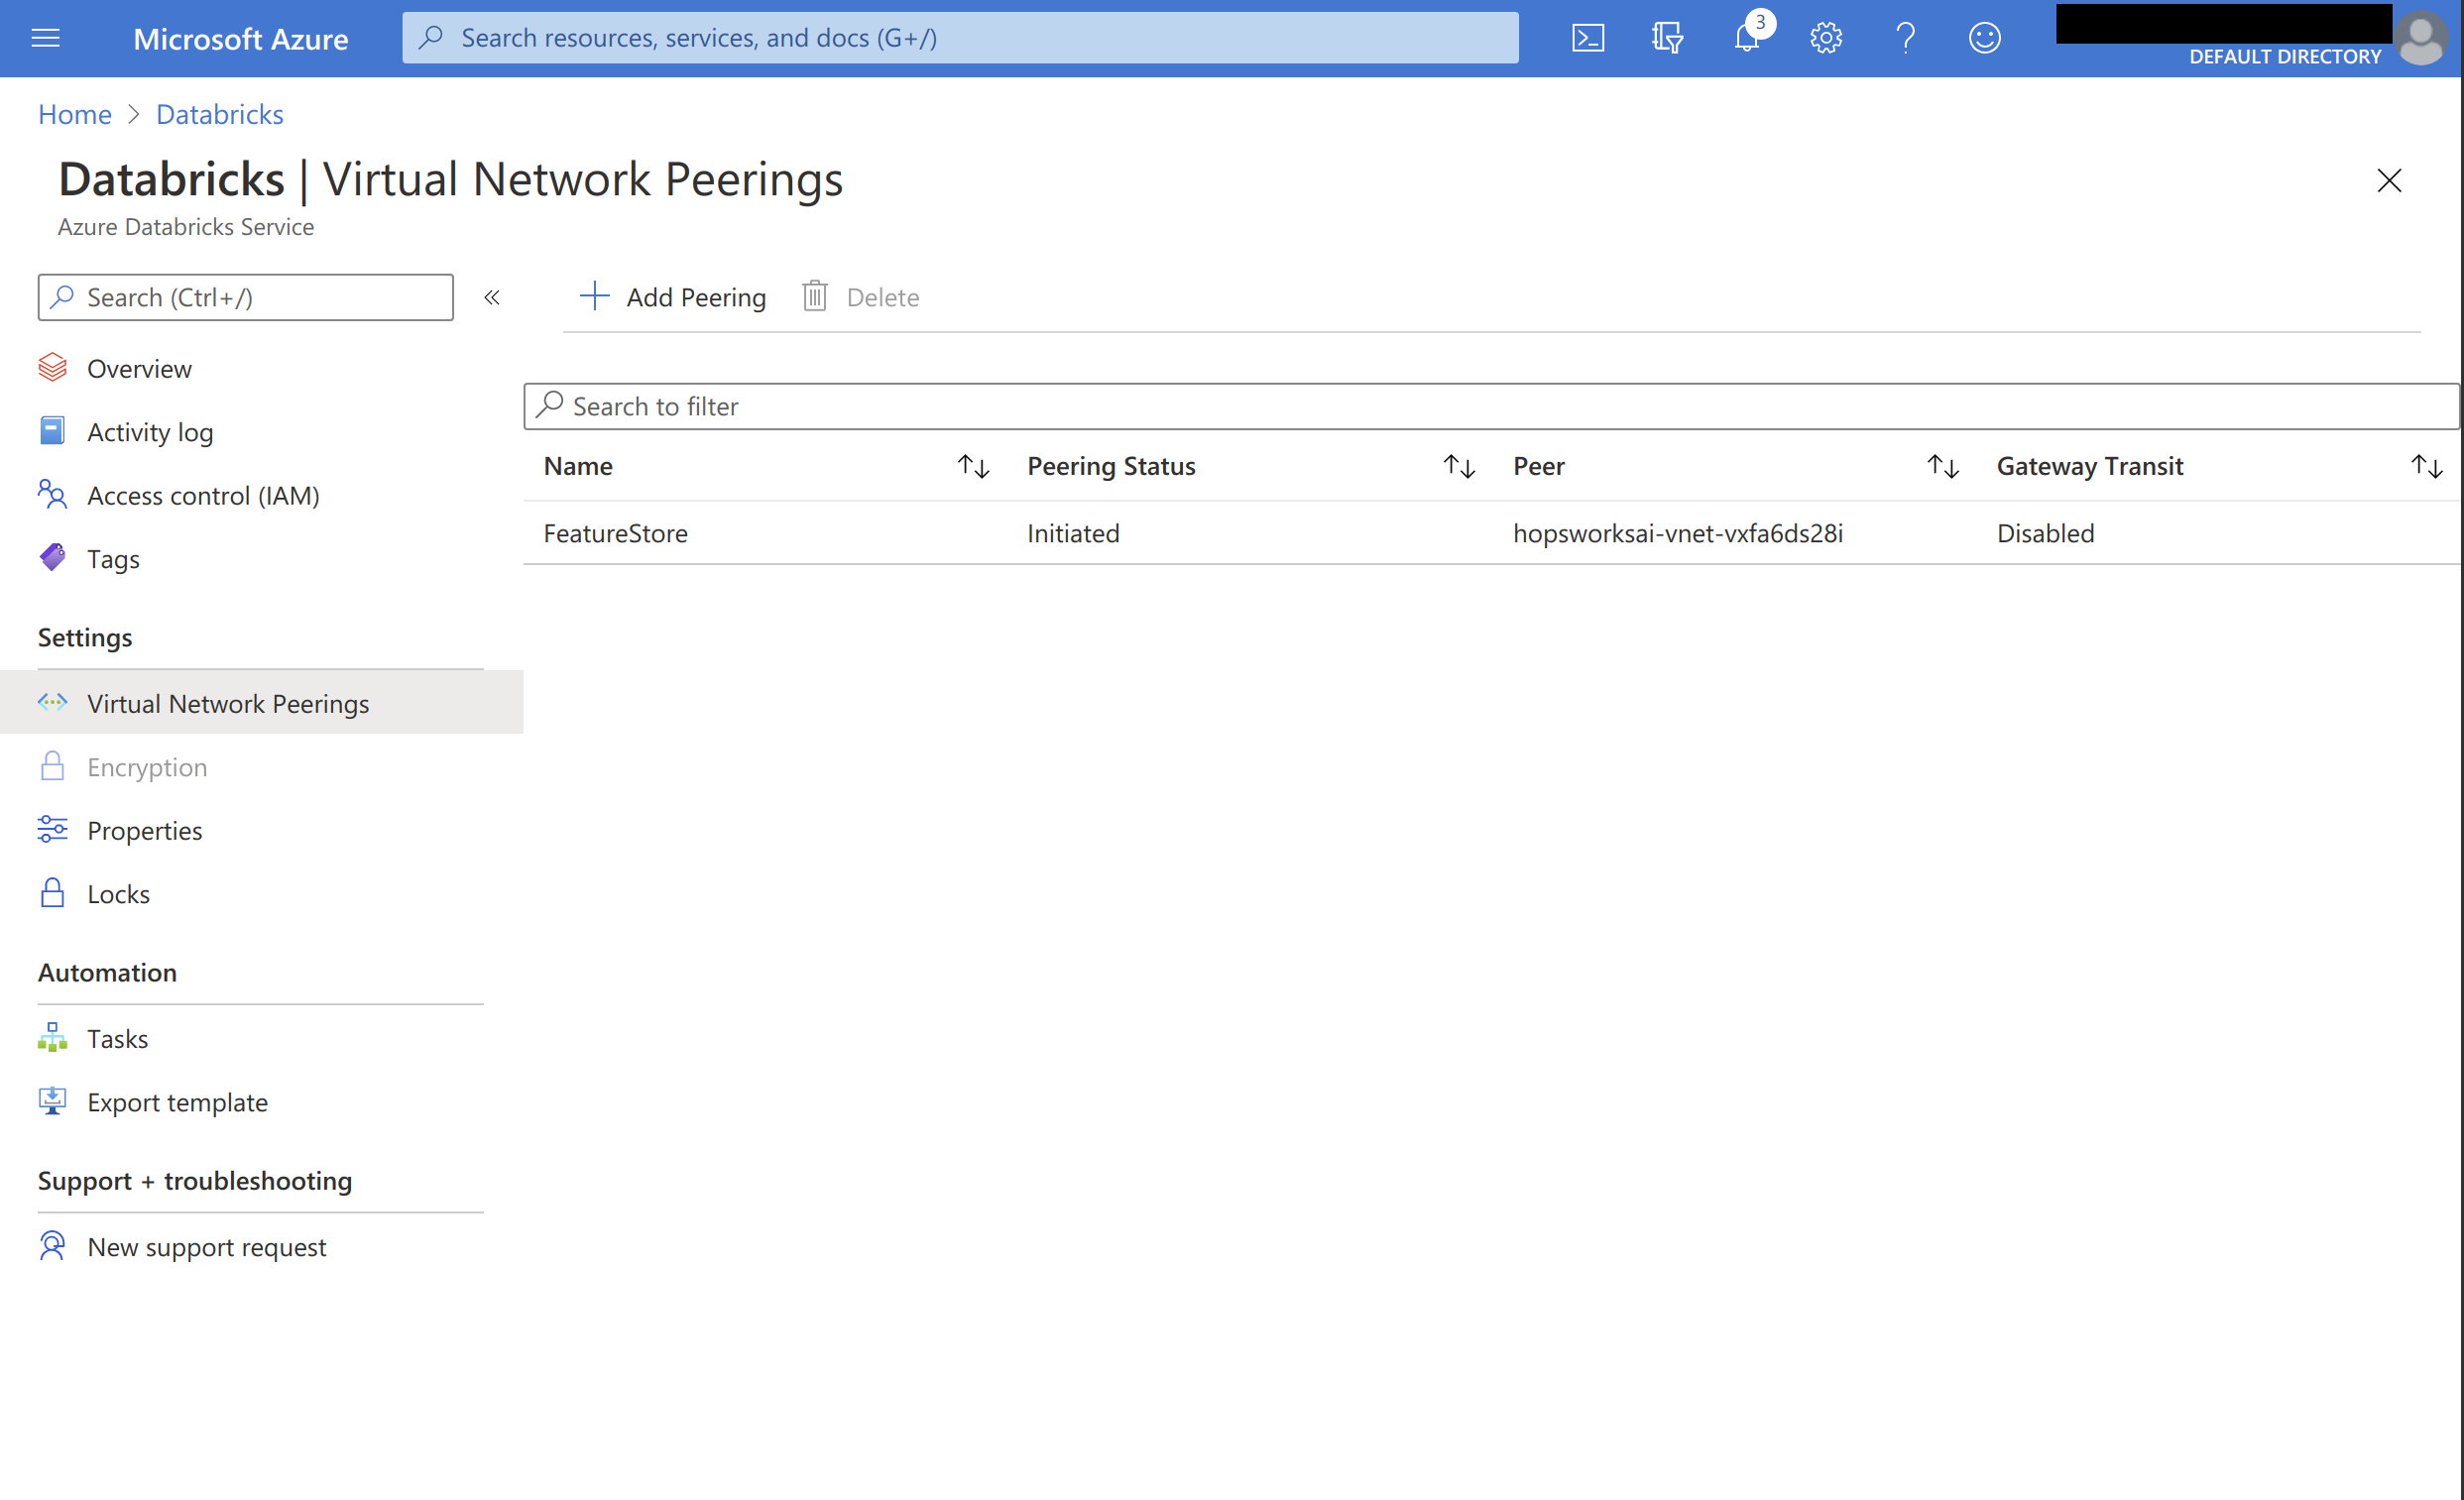 Microsoft Azure
Search resources, services, and docs (G+/)
3
DEFAULT DIRECTORY
Home > Databricks
Databricks | Virtual Network Peerings
Azure Databricks Service
Search (Ctrl+/)
«
Add Peering
Delete
Overview
Activity log
Access control (IAM)
Tags
Settings
Virtual Network Peerings
Encryption
Properties
Locks
Automation
Tasks
Export template
Support + troubleshooting
New support request
Search to filter
Name Peering Status Peer Gateway Transit
FeatureStore Initiated hopsworksai-vnet-vxfa6ds28i Disabled